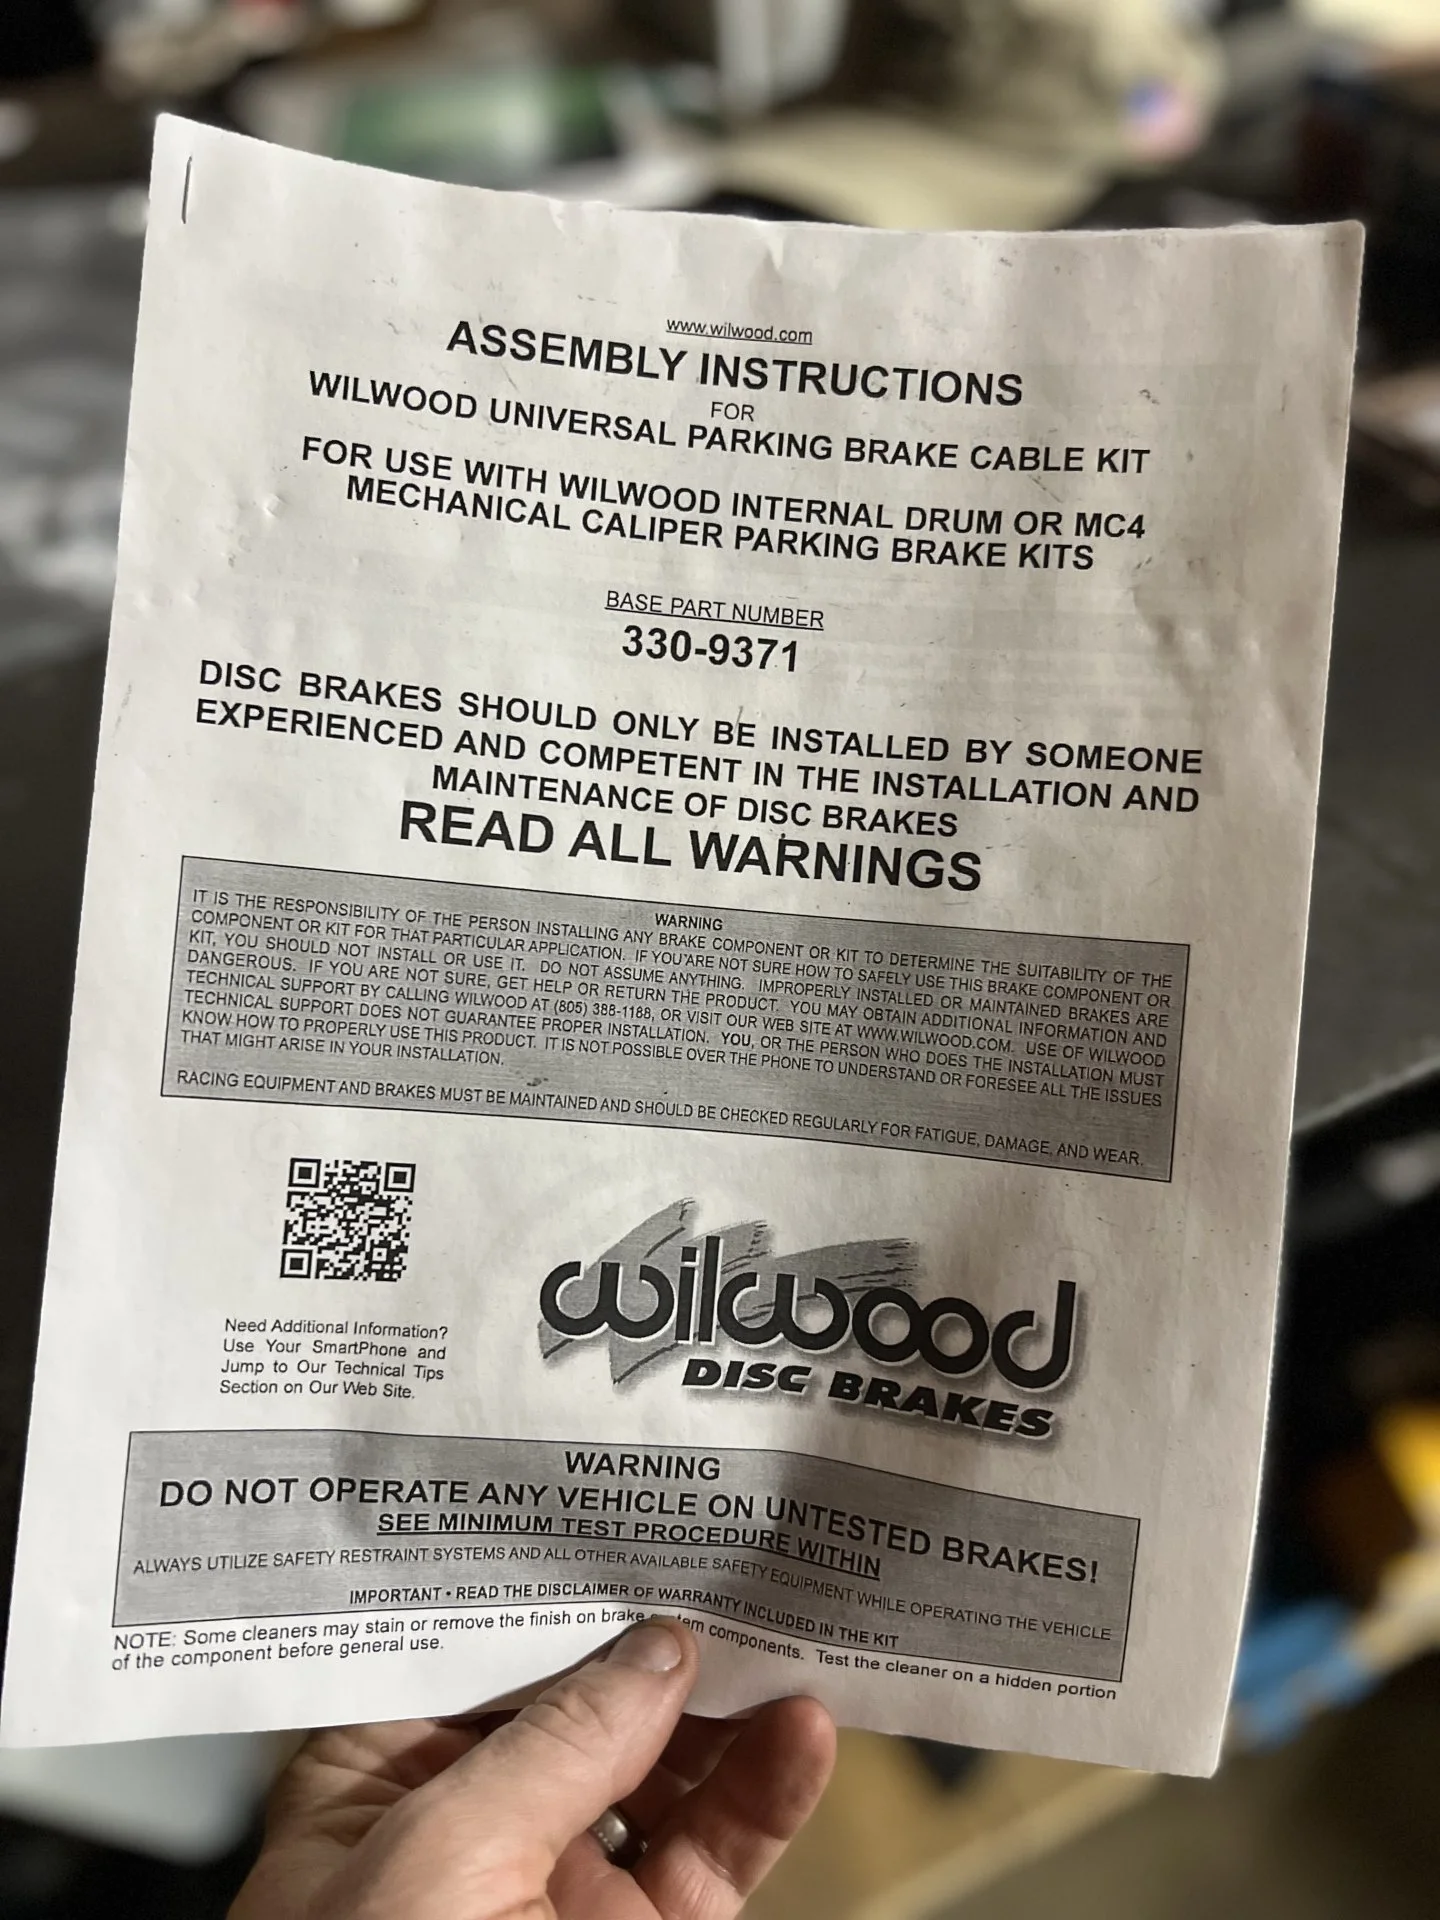 www.wilwood.com
ASSEMBLY INSTRUCTIONS
FOR
WILWOOD UNIVERSAL PARKING BRAKE CABLE KIT
FOR USE WITH WILWOOD INTERNAL DRUM OR MC4
MECHANICAL CALIPER PARKING BRAKE KITS
BASE PART NUMBER
330-9371
DISC BRAKES SHOULD ONLY BE INSTALLED BY SOMEONE
EXPERIENCED AND COMPETENT IN THE INSTALLATION AND
MAINTENANCE OF DISC BRAKES
READ ALL WARNINGS
WARNING
IT IS THE RESPONSIBILITY OF THE PERSON INSTALLING ANY BRAKE COMPONENT OR KIT TO DETERMINE THE SUITABILITY OF THE
COMPONENT OR KIT FOR THAT PARTICULAR APPLICATION. IF YOU ARE NOT SURE HOW TO SAFELY USE THIS BRAKE COMPONENT OR
KIT, YOU SHOULD NOT INSTALL OR USE IT. DO NOT ASSUME ANYTHING. IMPROPERLY INSTALLED OR MAINTAINED BRAKES ARE
DANGEROUS. IF YOU ARE NOT SURE, GET HELP OR RETURN THE PRODUCT. YOU MAY OBTAIN ADDITIONAL INFORMATION AND
TECHNICAL SUPPORT BY CALLING WILWOOD AT (805) 388-1188, OR VISIT OUR WEB SITE AT WWW.WILWOOD.COM. USE OF WILWOOD
TECHNICAL SUPPORT DOES NOT GUARANTEE PROPER INSTALLATION. YOU, OR THE PERSON WHO DOES THE INSTALLATION MUST
KNOW HOW TO PROPERLY USE THIS PRODUCT. IT IS NOT POSSIBLE OVER THE PHONE TO UNDERSTAND OR FORESEE ALL THE ISSUES
THAT MIGHT ARISE IN YOUR INSTALLATION.
RACING EQUIPMENT AND BRAKES MUST BE MAINTAINED AND SHOULD BE CHECKED REGULARLY FOR FATIGUE, DAMAGE, AND WEAR.
Need Additional Information?
Use Your SmartPhone and
Jump to Our Technical Tips
Section on Our Web Site.
wilwood
DISC BRAKES
WARNING
DO NOT OPERATE ANY VEHICLE ON UNTESTED BRAKES!
SEE MINIMUM TEST PROCEDURE WITHIN
ALWAYS UTILIZE SAFETY RESTRAINT SYSTEMS AND ALL OTHER AVAILABLE SAFETY EQUIPMENT WHILE OPERATING THE VEHICLE
IMPORTANT • READ THE DISCLAIMER OF WARRANTY INCLUDED IN THE KIT
NOTE: Some cleaners may stain or remove the finish on brake components. Test the cleaner on a hidden portion
of the component before general use.